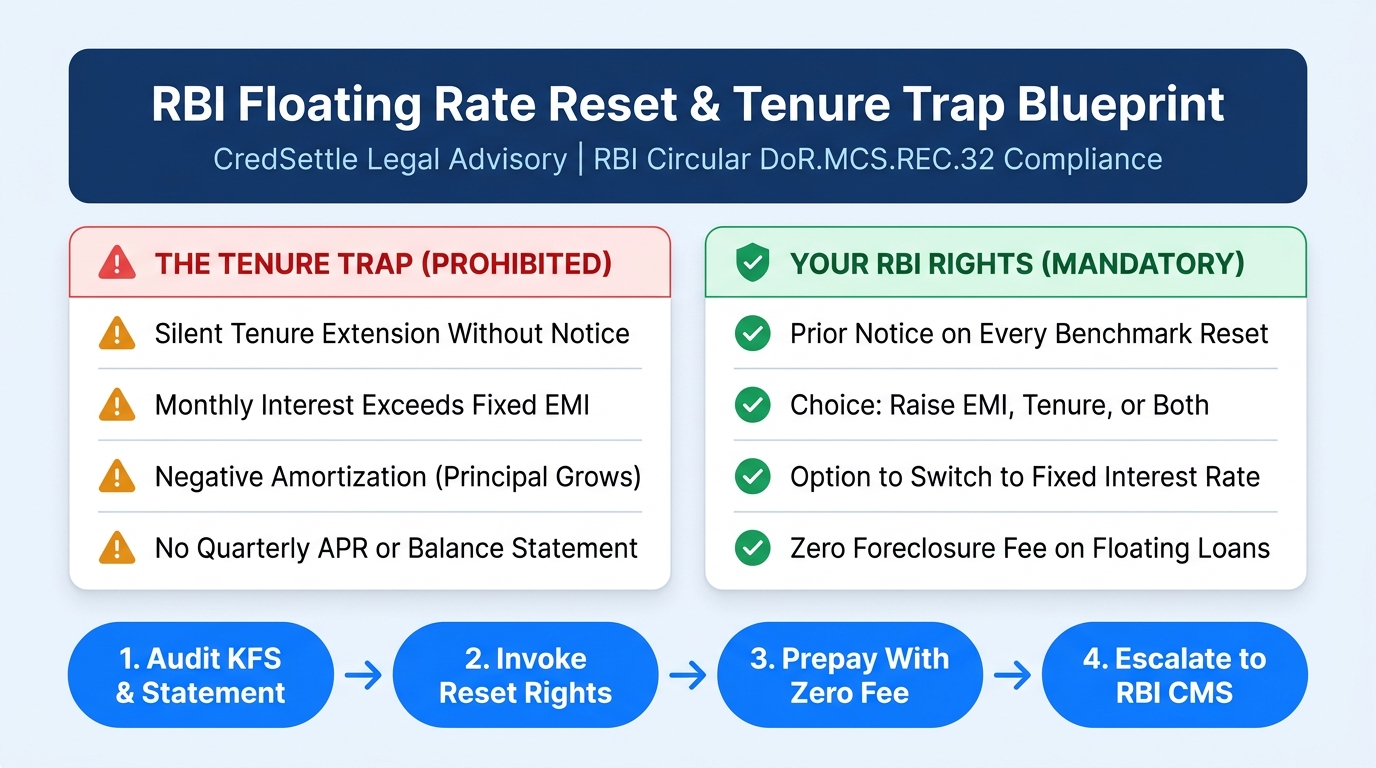 RBI Floating Rate Reset & Tenure Trap Blueprint
CredSettle Legal Advisory | RBI Circular DoR.MCS.REC.32 Compliance
THE TENURE TRAP (PROHIBITED)
Silent Tenure Extension Without Notice
Monthly Interest Exceeds Fixed EMI
Negative Amortization (Principal Grows)
No Quarterly APR or Balance Statement
YOUR RBI RIGHTS (MANDATORY)
Prior Notice on Every Benchmark Reset
Choice: Raise EMI, Tenure, or Both
Option to Switch to Fixed Interest Rate
Zero Foreclosure Fee on Floating Loans
1. Audit KFS
& Statement
2. Invoke
Reset Rights
3. Prepay With
Zero Fee
4. Escalate to
RBI CMS